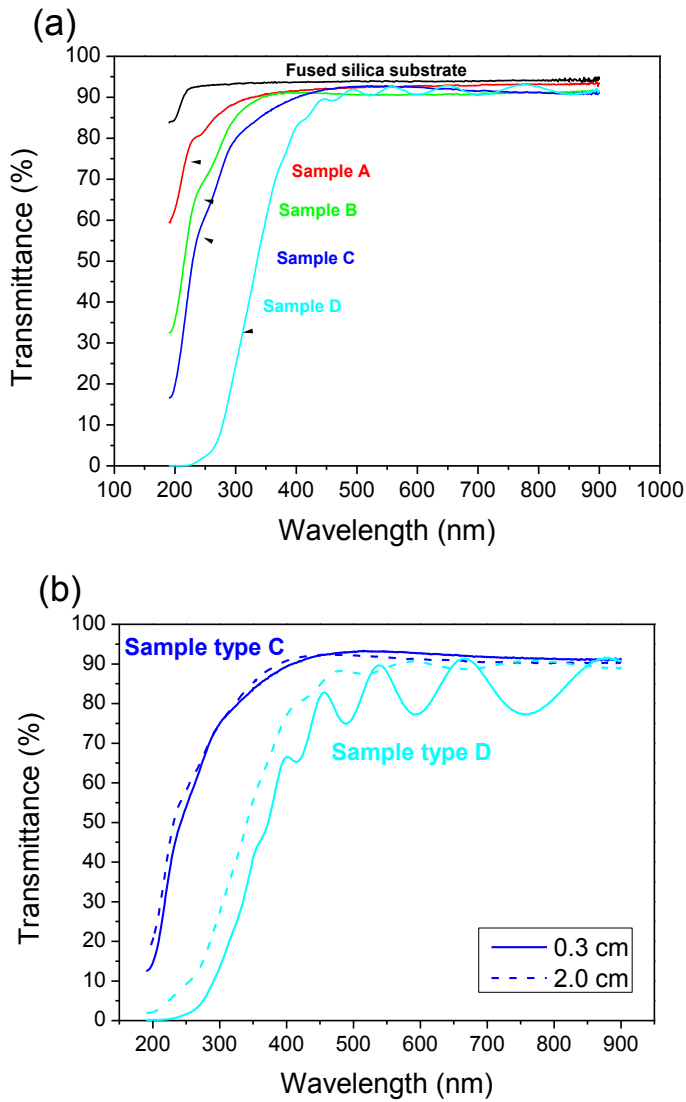 (a)
100
90
80
70
60
50
40
30
20
10
0
Transmittance (%)
Fused silica substrate
Sample A
Sample B
Sample C
Sample D
100 200 300 400 500 600 700 800 900 1000
Wavelength (nm)
(b)
100
90
80
70
60
50
40
30
20
10
0
Transmittance (%)
Sample type C
Sample type D
0.3 cm
2.0 cm
200 300 400 500 600 700 800 900
Wavelength (nm)